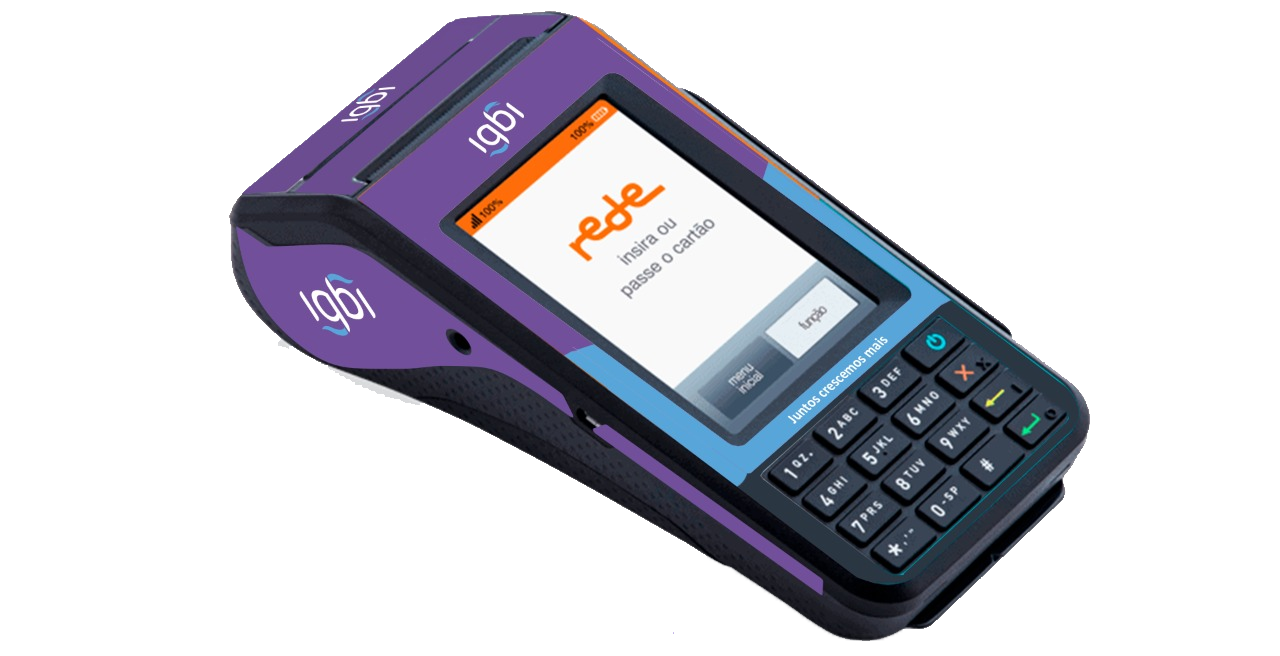 igbi
igbi
igbi
100%
100%
rede
insira ou
passe o cartão
menu
inicial
função
Juntos crescemos mais
1 QZ.
2 ABC
3 DEF
4 GHI
5 JKL
6 MNO
7 PRS
8 TUV
9 WXY
*,'"
0 -SP
#